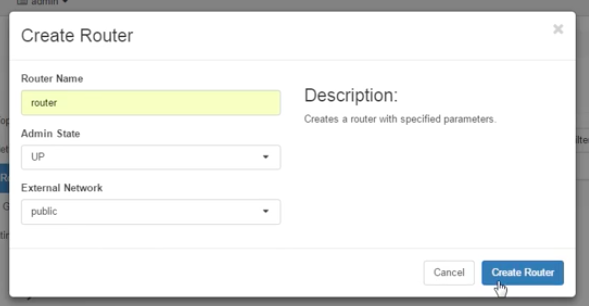 admin
Create Router
×
Router Name
router
Description:
Creates a router with specified parameters.
Admin State
UP
External Network
public
Cancel
Create Router